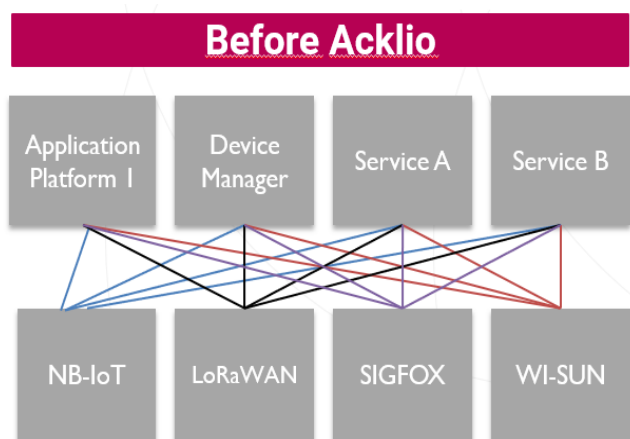 Before Acklio
Application
Platform 1
Device
Manager
Service A
Service B
NB-IoT
LoRaWAN
SIGFOX
WI-SUN